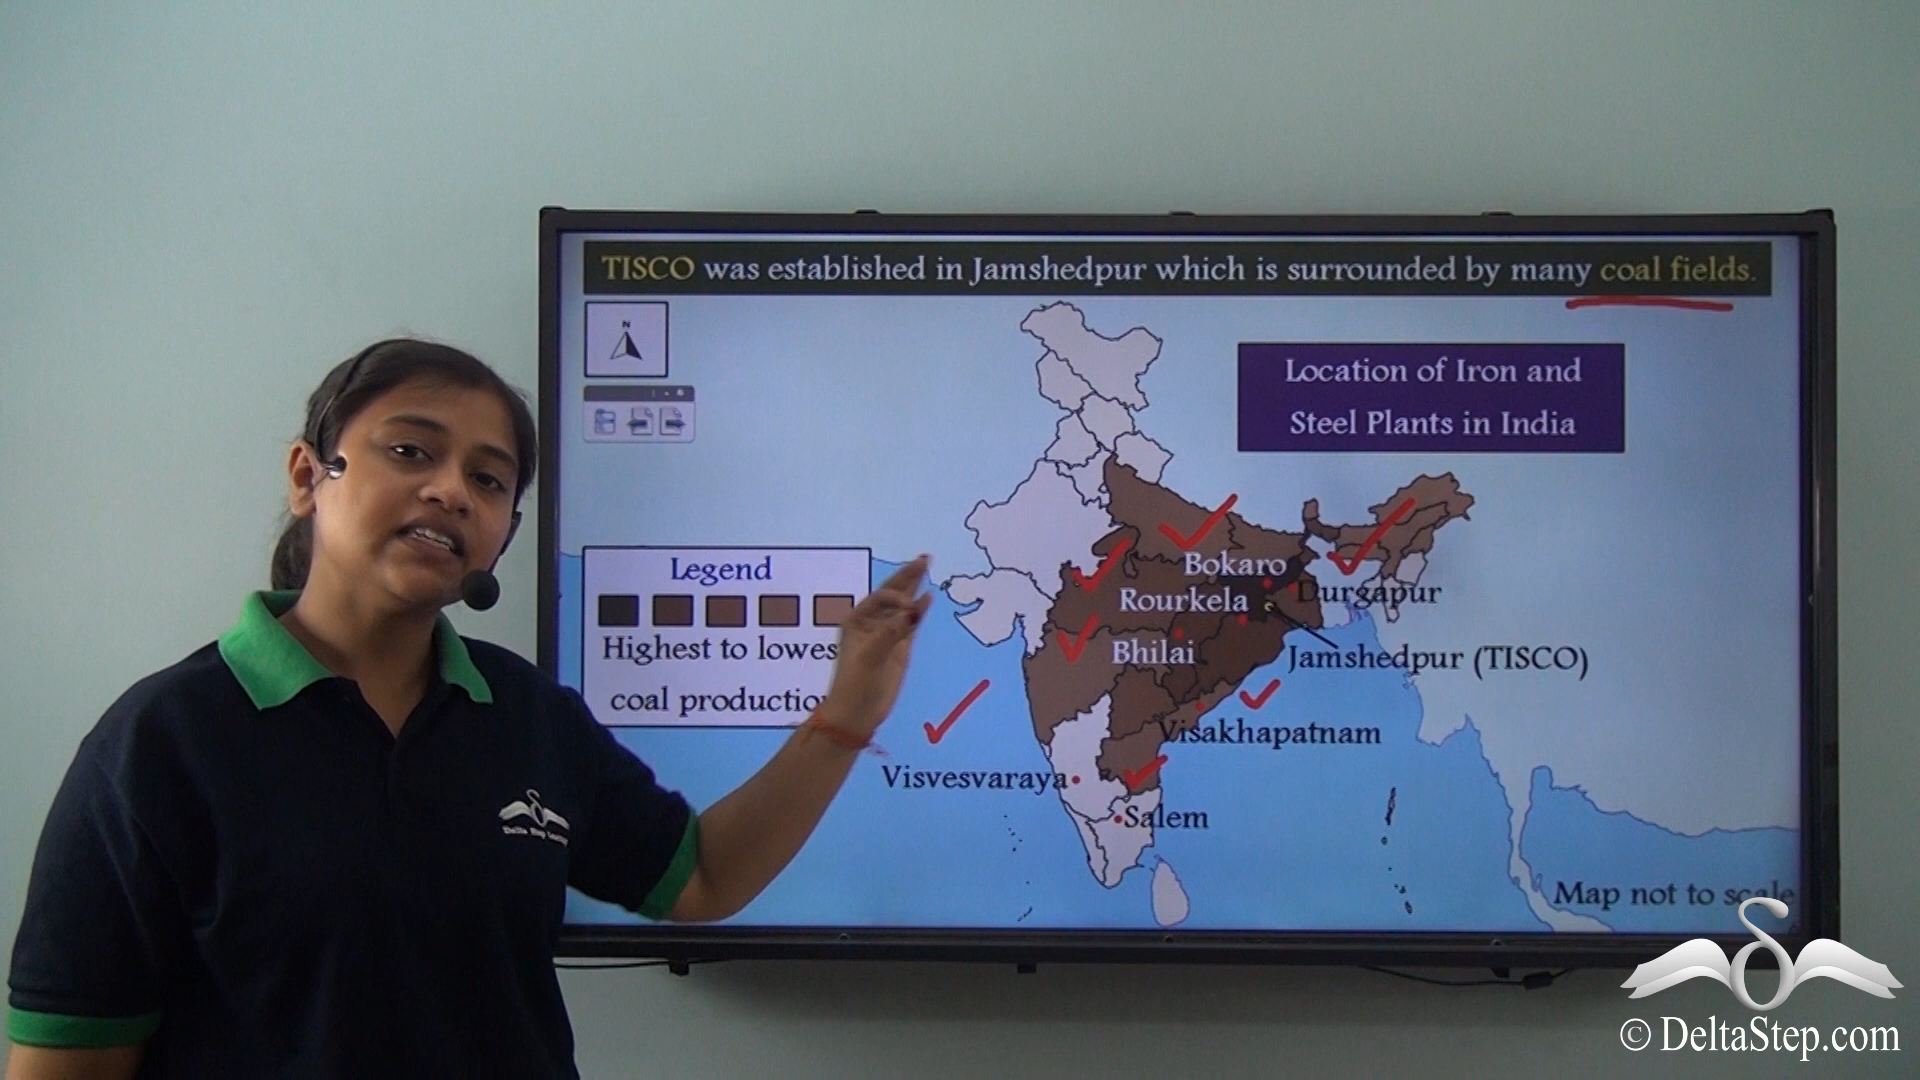 TISCO was established in Jamshedpur which is surrounded by many coal fields.
N
Location of Iron and
Steel Plants in India
Legend
Highest to lowes
coal productio
Bokaro
Durgapur
Rourkela
Bhilai
Jamshedpur (TISCO)
Visakhapatnam
Visvesvaraya
Salem
Map not to scale
Delta Step
© DeltaStep.com